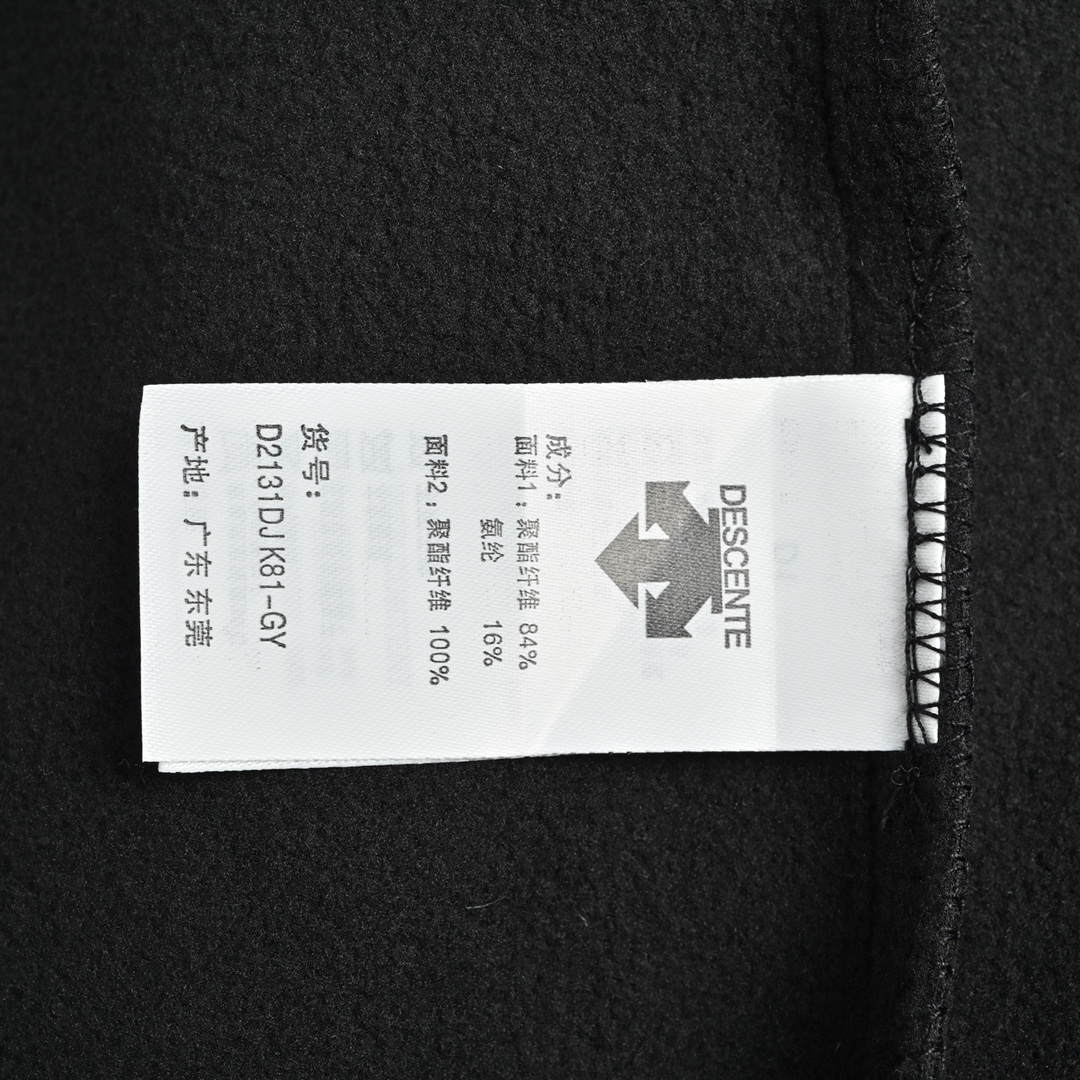 DESCENTE
成分:
面料1; 聚酯纤维 84%
氨纶 16%
面料2; 聚酯纤维 100%
货号:
D2131DJK81-GY
产地: 广东东莞